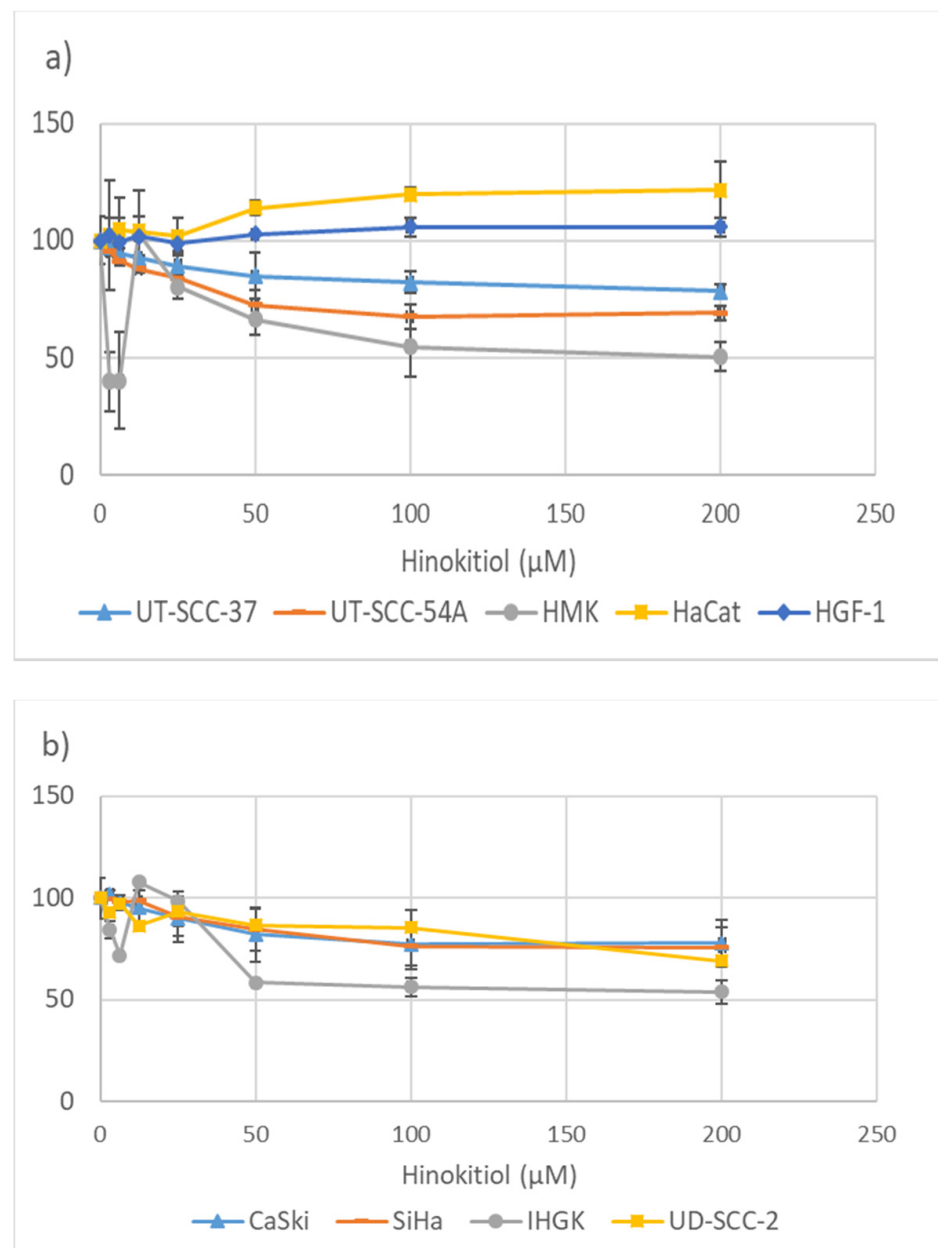 a)
150
100
50
0
0 50 100 150 200 250
Hinokitiol (µM)
UT-SCC-37 UT-SCC-54A HMK HaCat HGF-1
b)
150
100
50
0
0 50 100 150 200 250
Hinokitiol (µM)
CaSki SiHa IHGK UD-SCC-2